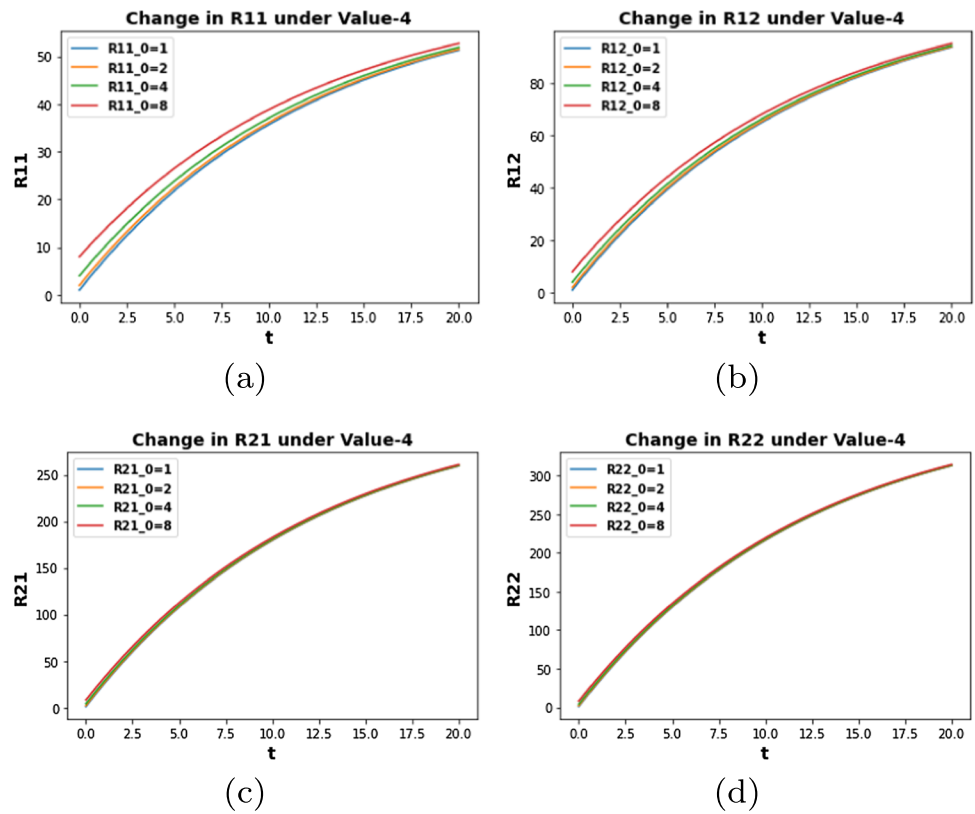 Change in R11 under Value-4
R11_0=1
R11_0=2
R11_0=4
R11_0=8
R11
50
40
30
20
10
0
0.0 2.5 5.0 7.5 10.0 12.5 15.0 17.5 20.0
t
(a)
Change in R12 under Value-4
R12_0=1
R12_0=2
R12_0=4
R12_0=8
R12
80
60
40
20
0
0.0 2.5 5.0 7.5 10.0 12.5 15.0 17.5 20.0
t
(b)
Change in R21 under Value-4
R21_0=1
R21_0=2
R21_0=4
R21_0=8
R21
250
200
150
100
50
0
0.0 2.5 5.0 7.5 10.0 12.5 15.0 17.5 20.0
t
(c)
Change in R22 under Value-4
R22_0=1
R22_0=2
R22_0=4
R22_0=8
R22
300
250
200
150
100
50
0
0.0 2.5 5.0 7.5 10.0 12.5 15.0 17.5 20.0
t
(d)